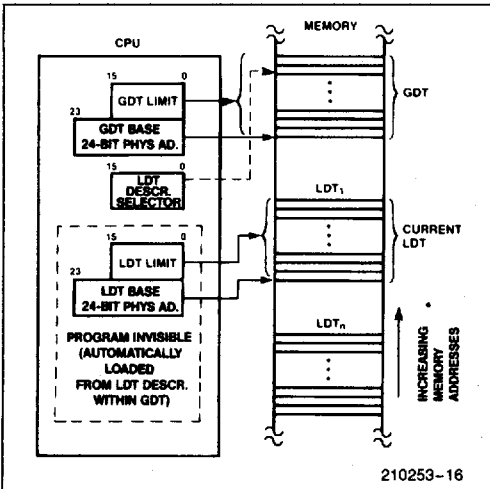 CPU
MEMORY
15 0
GDT LIMIT
23
GDT BASE
24-BIT PHYS AD.
15 0
LDT
DESCR.
SELECTOR
15 0
LDT LIMIT
23
LDT BASE
24-BIT PHYS AD.
PROGRAM INVISIBLE
(AUTOMATICALLY
LOADED
FROM LDT DESCR.
WITHIN GDT)
GDT
LDT1
CURRENT
LDT
LDTn
INCREASING
MEMORY
ADDRESSES
210253-16